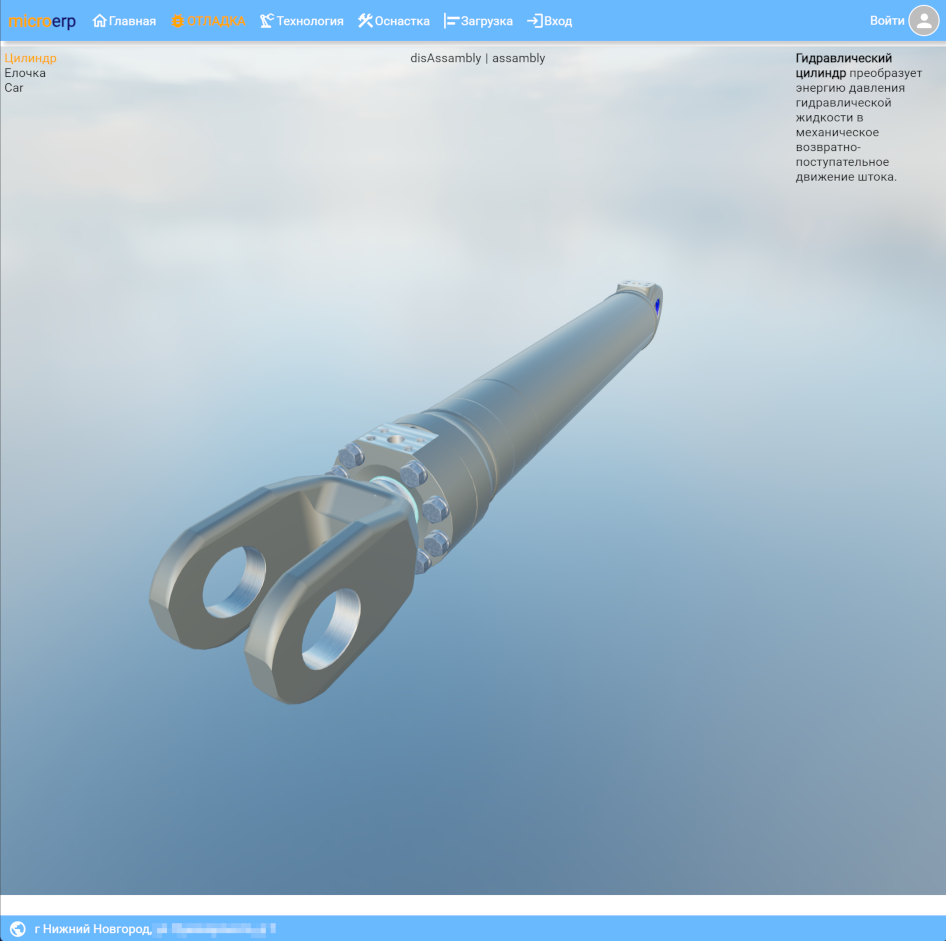 microerp Главная ОТЛАДКА Технология Оснастка Загрузка Вход Войти
Цилиндр
Елочка
Car
disAssambly | assambly
Гидравлический
цилиндр преобразует
энергию давления
гидравлической
жидкости в
механическое
возвратно-
поступательное
движение штока.
г Нижний Новгород,